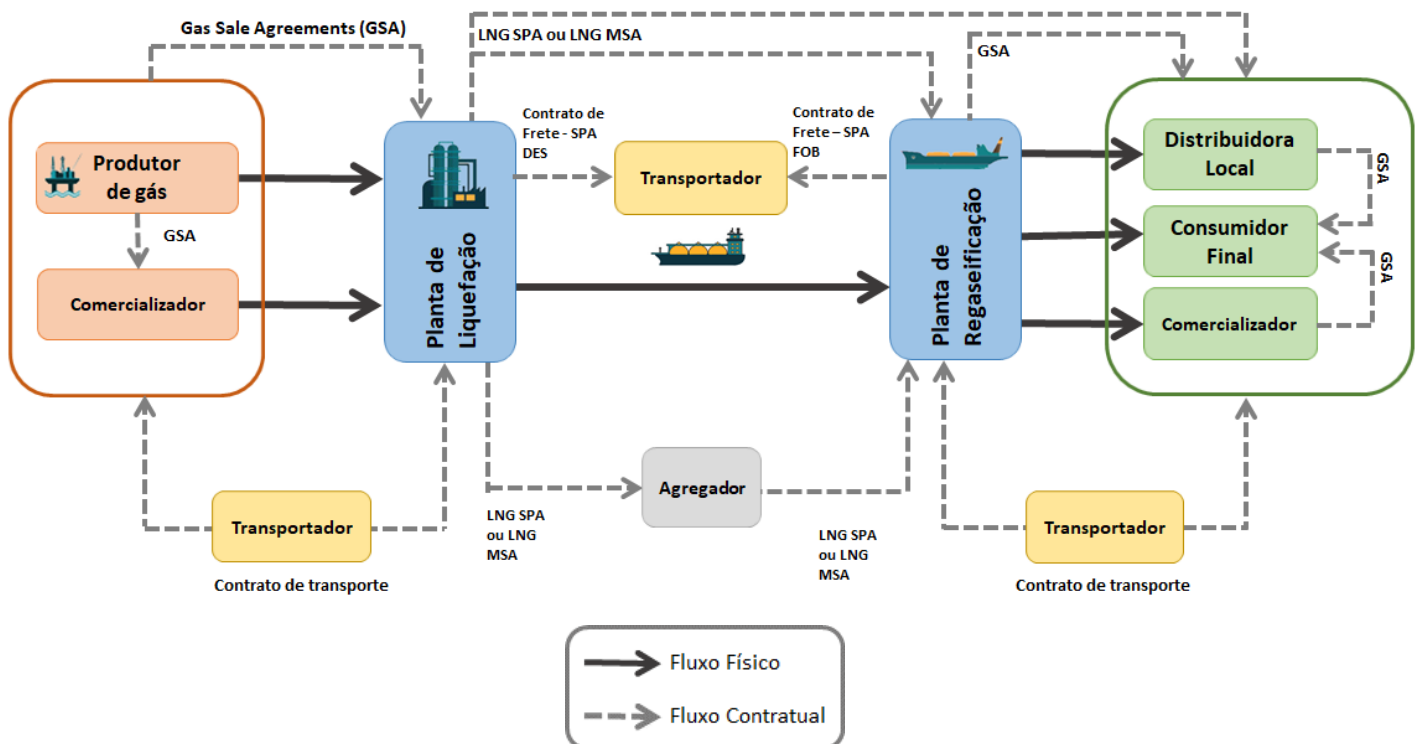 Gas Sale Agreements (GSA)
LNG SPA ou LNG MSA
GSA
Produtor
de gás
GSA
Comercializador
Planta de
Liquefação
Contrato de
Frete - SPA
DES
Contrato de
Frete – SPA
FOB
Transportador
Planta de
Regaseificação
Distribuidora
Local
GSA
Consumidor
Final
GSA
Comercializador
Transportador
Contrato de transporte
LNG SPA
ou LNG
MSA
Agregador
LNG SPA
ou LNG
MSA
Transportador
Contrato de transporte
Fluxo Físico
Fluxo Contratual